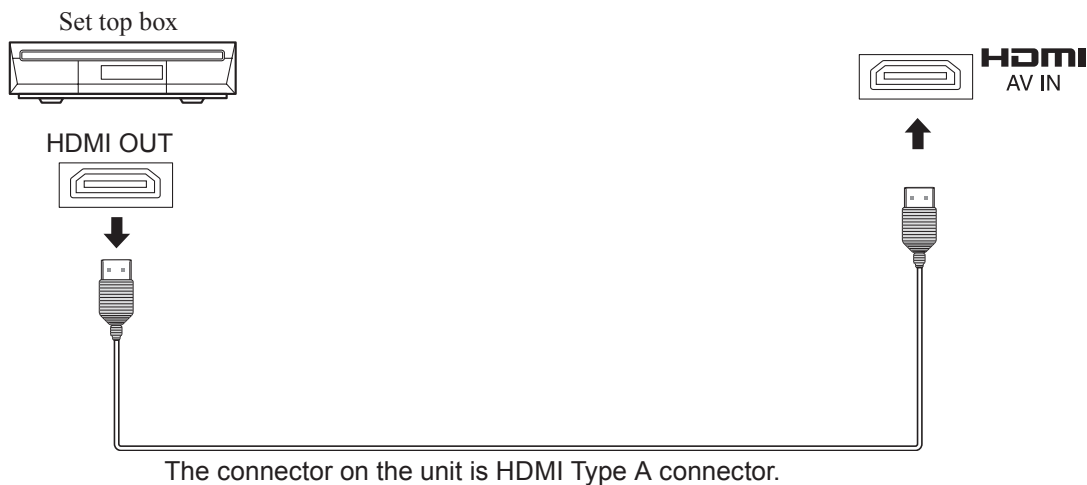 Set top box
HDMI
AV IN
HDMI OUT
The connector on the unit is HDMI Type A connector.